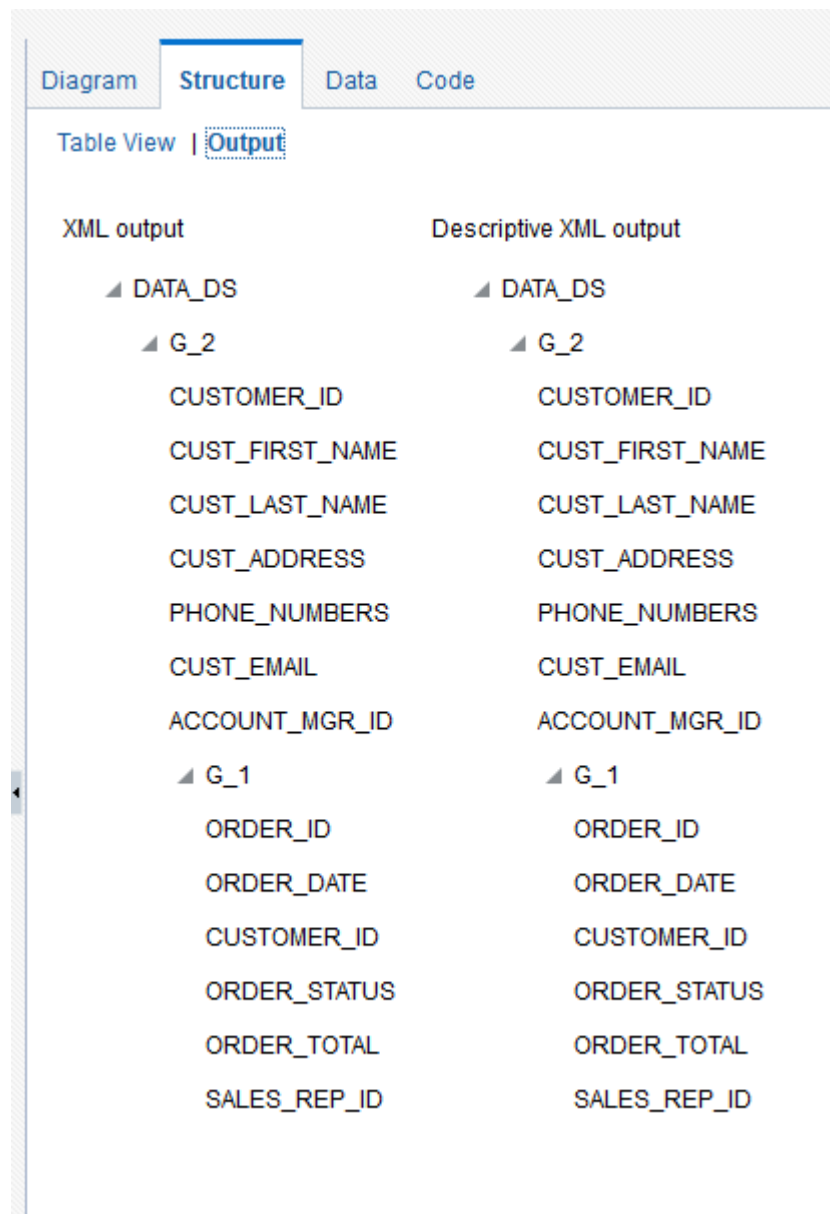 Diagram Structure Data Code
Table View | Output
XML output Descriptive XML output
DATA_DS DATA_DS
G_2 G_2
CUSTOMER_ID CUSTOMER_ID
CUST_FIRST_NAME CUST_FIRST_NAME
CUST_LAST_NAME CUST_LAST_NAME
CUST_ADDRESS CUST_ADDRESS
PHONE_NUMBERS PHONE_NUMBERS
CUST_EMAIL CUST_EMAIL
ACCOUNT_MGR_ID ACCOUNT_MGR_ID
G_1 G_1
ORDER_ID ORDER_ID
ORDER_DATE ORDER_DATE
CUSTOMER_ID CUSTOMER_ID
ORDER_STATUS ORDER_STATUS
ORDER_TOTAL ORDER_TOTAL
SALES_REP_ID SALES_REP_ID